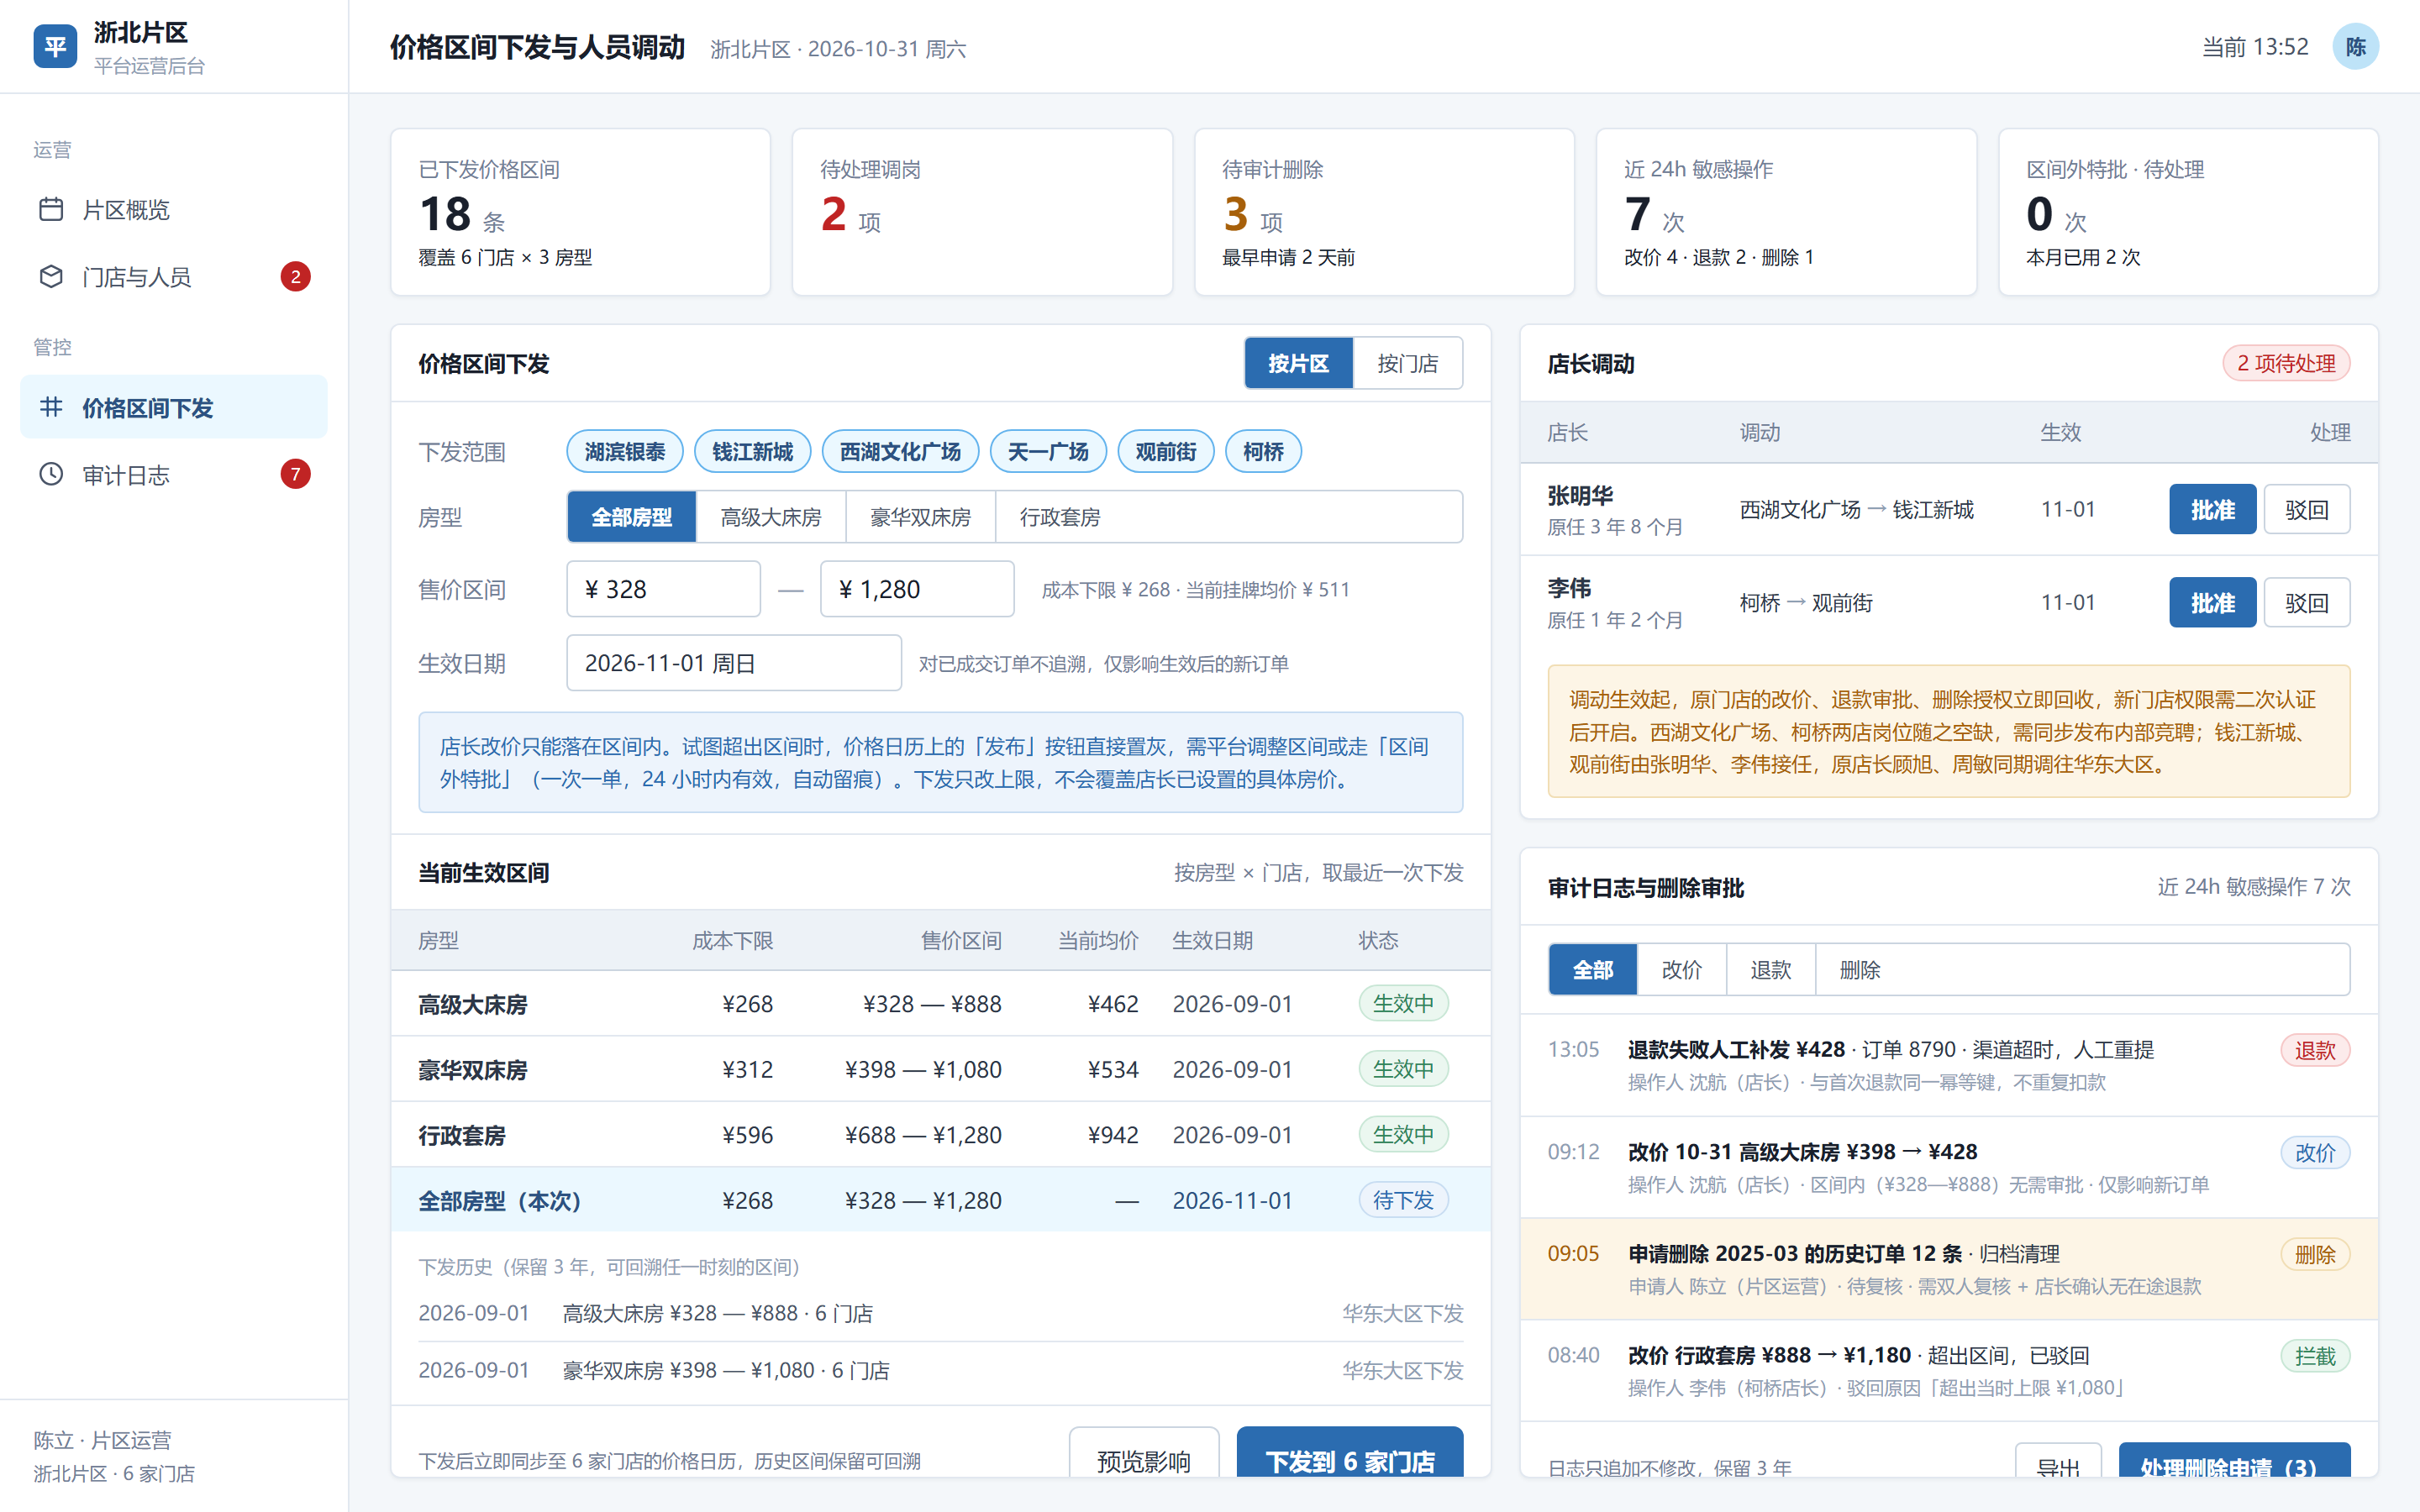 平
浙北片区
平台运营后台
运营
片区概览
门店与人员
2
管控
价格区间下发
审计日志
7
陈立 · 片区运营
浙北片区 · 6 家门店
价格区间下发与人员调动
浙北片区 · 2026-10-31 周六
当前 13:52
陈
已下发价格区间
18 条
覆盖 6 门店 × 3 房型
待处理调岗
2 项
待审计删除
3 项
最早申请 2 天前
近 24h 敏感操作
7 次
改价 4 · 退款 2 · 删除 1
区间外特批 · 待处理
0 次
本月已用 2 次
价格区间下发
按片区
按门店
下发范围
湖滨银泰
钱江新城
西湖文化广场
天一广场
观前街
柯桥
房型
全部房型
高级大床房
豪华双床房
行政套房
售价区间
¥ 328
—
¥ 1,280
成本下限 ¥ 268 · 当前挂牌均价 ¥ 511
生效日期
2026-11-01 周日
对已成交订单不追溯，仅影响生效后的新订单
店长改价只能落在区间内。试图超出区间时，价格日历上的「发布」按钮直接置灰，需平台调整区间或走「区间
外特批」（一次一单，24 小时内有效，自动留痕）。下发只改上限，不会覆盖店长已设置的具体房价。
当前生效区间
按房型 × 门店，取最近一次下发
房型 成本下限 售价区间 当前均价 生效日期 状态
高级大床房 ¥268 ¥328 — ¥888 ¥462 2026-09-01 生效中
豪华双床房 ¥312 ¥398 — ¥1,080 ¥534 2026-09-01 生效中
行政套房 ¥596 ¥688 — ¥1,280 ¥942 2026-09-01 生效中
全部房型（本次） ¥268 ¥328 — ¥1,280 — 2026-11-01 待下发
下发历史（保留 3 年，可回溯任一时刻的区间）
2026-09-01 高级大床房 ¥328 — ¥888 · 6 门店 华东大区下发
2026-09-01 豪华双床房 ¥398 — ¥1,080 · 6 门店 华东大区下发
下发后立即同步至 6 家门店的价格日历，历史区间保留可回溯
预览影响
下发到 6 家门店
店长调动
2 项待处理
店长 调动 生效 处理
张明华
原任 3 年 8 个月
西湖文化广场 → 钱江新城
11-01
批准
驳回
李伟
原任 1 年 2 个月
柯桥 → 观前街
11-01
批准
驳回
调动生效起，原门店的改价、退款审批、删除授权立即回收，新门店权限需二次认证
后开启。西湖文化广场、柯桥两店岗位随之空缺，需同步发布内部竞聘；钱江新城、
观前街由张明华、李伟接任，原店长顾旭、周敏同期调往华东大区。
审计日志与删除审批
近 24h 敏感操作 7 次
全部
改价
退款
删除
13:05 退款失败人工补发 ¥428 · 订单 8790 · 渠道超时，人工重提 退款
操作人 沈航（店长）· 与首次退款同一幂等键，不重复扣款
09:12 改价 10-31 高级大床房 ¥398 → ¥428 改价
操作人 沈航（店长）· 区间内（¥328—¥888）无需审批 · 仅影响新订单
09:05 申请删除 2025-03 的历史订单 12 条 · 归档清理 删除
申请人 陈立（片区运营）· 待复核 · 需双人复核 + 店长确认无在途退款
08:40 改价 行政套房 ¥888 → ¥1,180 · 超出区间，已驳回 拦截
操作人 李伟（柯桥店长）· 驳回原因「超出当时上限 ¥1,080」
日志只追加不修改，保留 3 年
导出
处理删除申请（3）